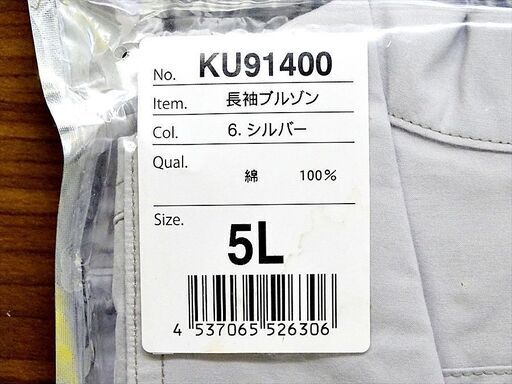 No. KU91400
Item. 長袖ブルゾン
Col. 6. シルバー
Qual.
綿 100%
Size.
5L
4 537065 526306